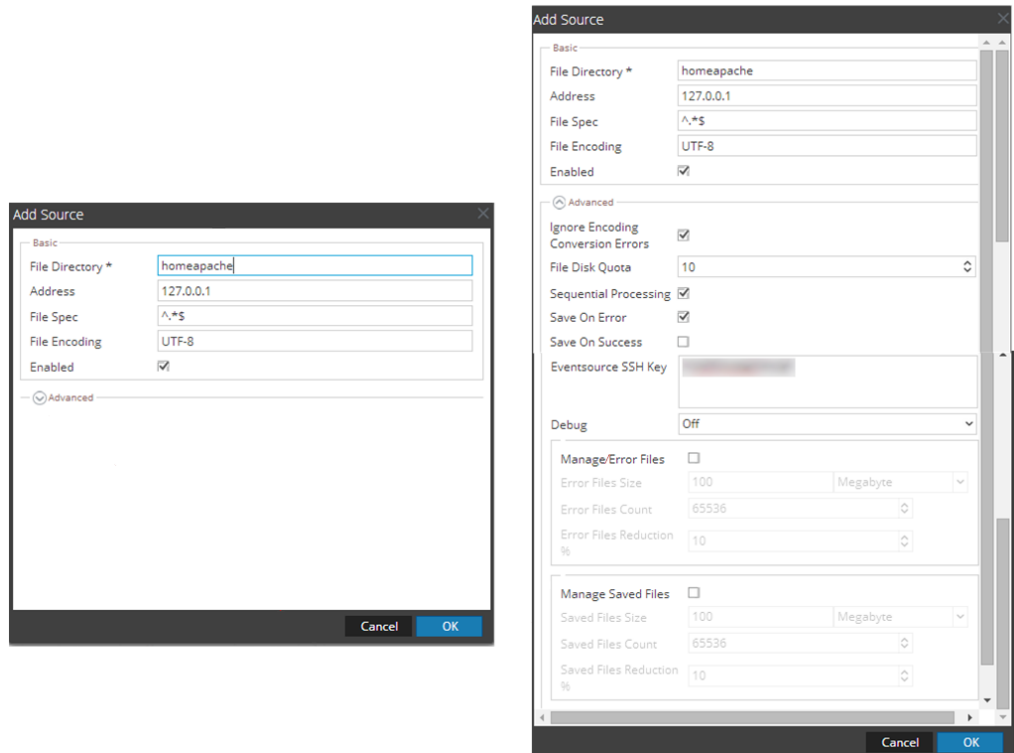 Add Source
Basic
File Directory * homeapache
Address 127.0.0.1
File Spec ^.*$
File Encoding UTF-8
Enabled
Advanced
Cancel OK
Add Source
Basic
File Directory * homeapache
Address 127.0.0.1
File Spec ^.*$
File Encoding UTF-8
Enabled
Advanced
Ignore Encoding
Conversion Errors
File Disk Quota 10
Sequential Processing
Save On Error
Save On Success
Eventsource SSH Key
Debug Off
Manage/Error Files
Error Files Size 100 Megabyte
Error Files Count 65536
Error Files Reduction
% 10
Manage Saved Files
Saved Files Size 100 Megabyte
Saved Files Count 65536
Saved Files Reduction
% 10
Cancel OK